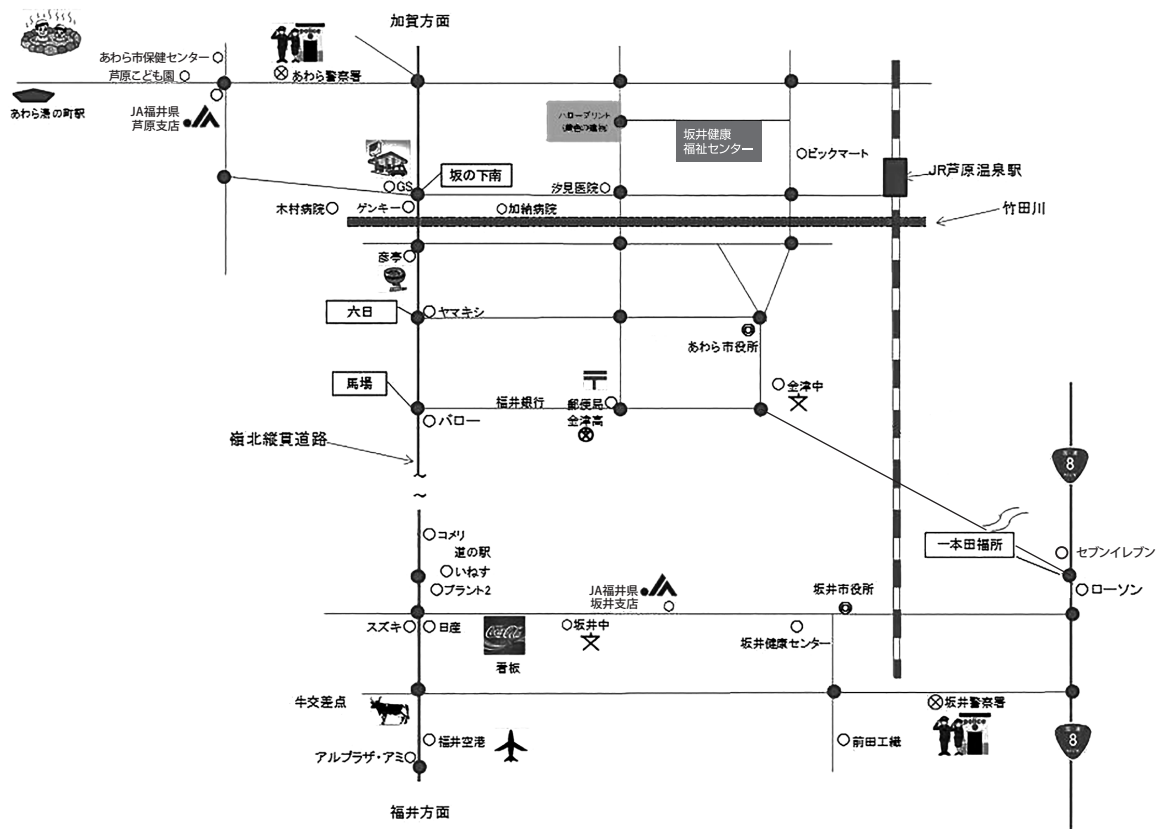 加賀方面
police
あわら市保健センター
芦原こども園
あわら警察署
あわら湯の町駅
JA福井県
芦原支店
ハロープリント
(黄色の建物)
坂井健康
福祉センター
ビックマート
JR芦原温泉駅
GS
坂の下南
汐見医院
木村病院
ゲンキー
加納病院
竹田川
彦亭
六日
ヤマキシ
あわら市役所
馬場
金津中
福井銀行
郵便局
金津高
バロー
嶺北縦貫道路
8
コメリ
道の駅
いねす
プラント2
一本田福所
セブンイレブン
ローソン
JA福井県
坂井支店
坂井市役所
スズキ
日産
Coca-Cola
看板
坂井中
坂井健康センター
牛交差点
坂井警察署
police
福井空港
前田工繊
8
アルプラザ・アミ
福井方面